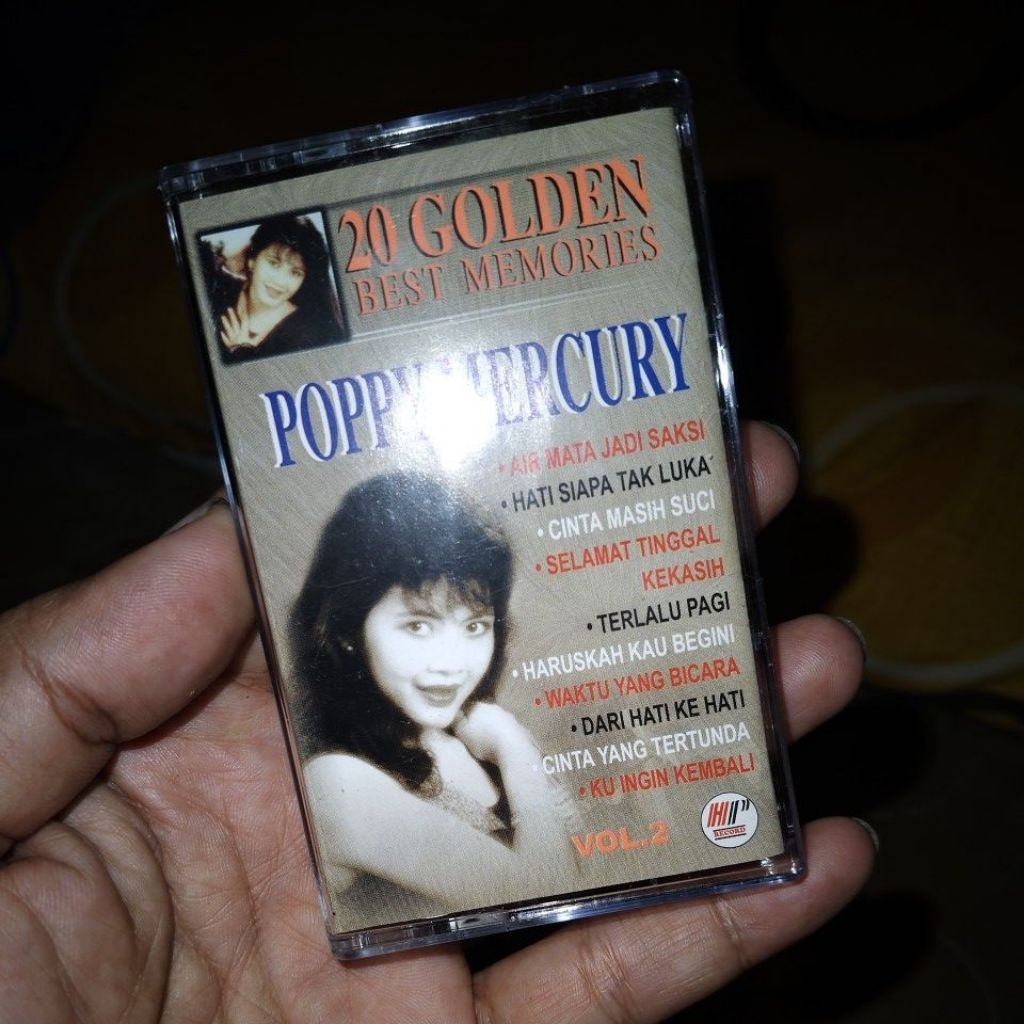 20 GOLDEN
BEST MEMORIES
POPPY MERCURY
• AIR MATA JADI SAKSI
• HATI SIAPA TAK LUKA
• CINTA MASIH SUCI
• SELAMAT TINGGAL
KEKASIH
• TERLALU PAGI
• HARUSKAH KAU BEGINI
• WAKTU YANG BICARA
• DARI HATI KE HATI
• CINTA YANG TERTUNDA
• KU INGIN KEMBALI
VOL.2
RECORD